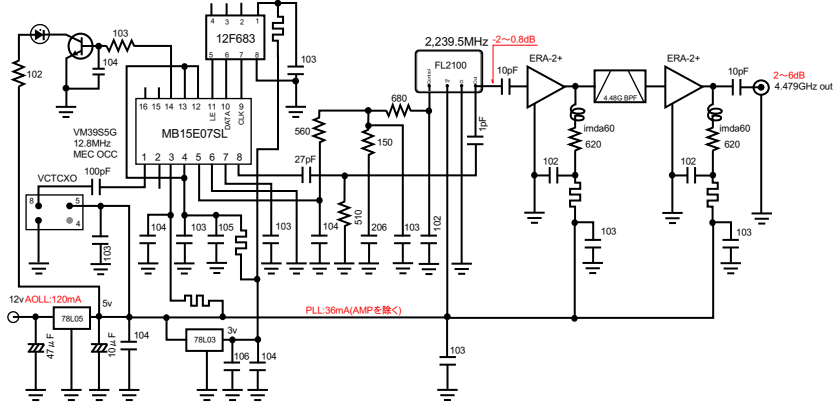 4 3 2 1
12F683
5 6 7 8
103
103
104
102
16 15 14 13 12 11 10 9
LE
DATA
CLK
MB15E07SL
1 2 3 4 5 6 7 8
VM39S5G
12.8MHz
MEC OCC
100pF
VCTCXO
8 5
4
103
104
103
105
103
104
206
103
102
560
680
150
27pF
510
1pF
2,239.5MHz
FL2100
Control
-2～0.8dB
10pF
ERA-2+
imda60
620
102
103
4.48G BPF
ERA-2+
imda60
620
102
103
10pF
2～6dB
4.479GHz out
12v
AOLL:120mA
5v
78L05
47μF
10μF
104
PLL:36mA(AMPを除く)
78L03
3v
106
104
103